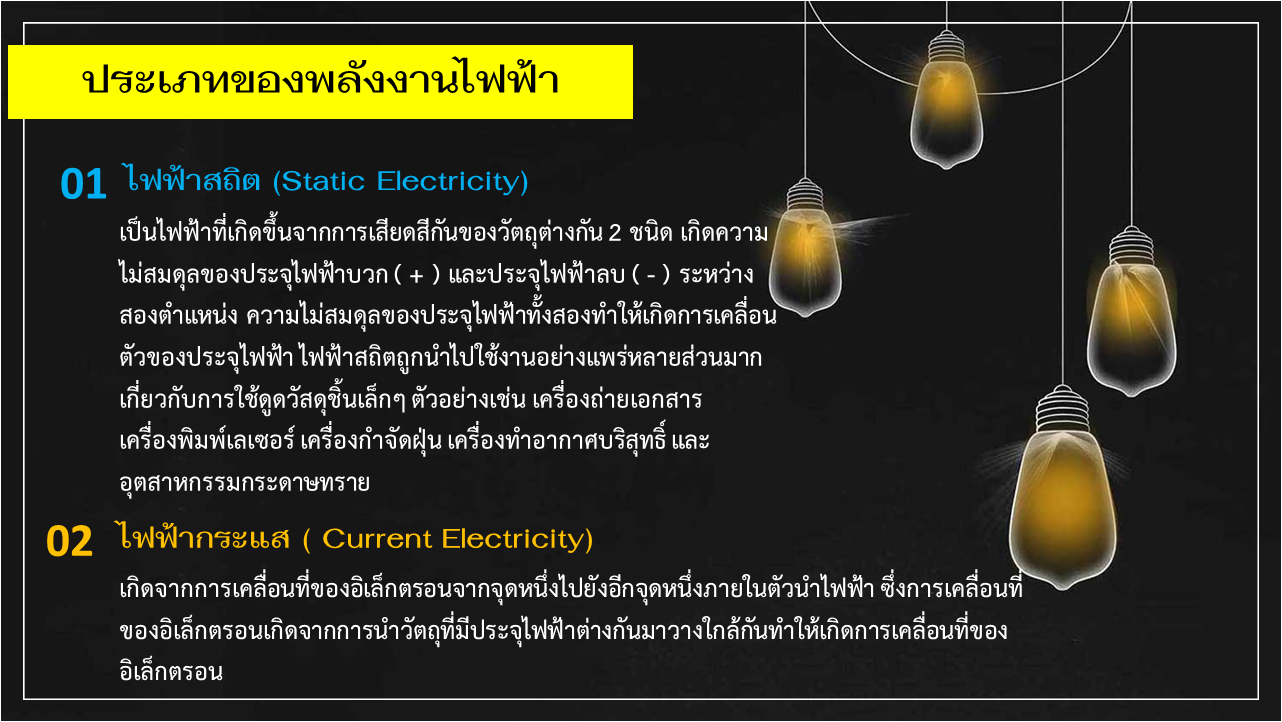 ประเภทของพลังงานไฟฟ้า
01 ไฟฟ้าสถิต (Static Electricity)
เป็นไฟฟ้าที่เกิดขึ้นจากการเสียดสีกันของวัตถุต่างกัน 2 ชนิด เกิดความ
ไม่สมดุลของประจุไฟฟ้าบวก ( + ) และประจุไฟฟ้าลบ ( - ) ระหว่าง
สองตำแหน่ง ความไม่สมดุลของประจุไฟฟ้าทั้งสองทำให้เกิดการเคลื่อน
ตัวของประจุไฟฟ้า ไฟฟ้าสถิตถูกนำไปใช้งานอย่างแพร่หลายส่วนมาก
เกี่ยวกับการใช้ดูดวัสดุชิ้นเล็กๆ ตัวอย่างเช่น เครื่องถ่ายเอกสาร
เครื่องพิมพ์เลเซอร์ เครื่องกำจัดฝุ่น เครื่องทำอากาศบริสุทธิ์ และ
อุตสาหกรรมกระดาษทราย
02 ไฟฟ้ากระแส ( Current Electricity)
เกิดจากการเคลื่อนที่ของอิเล็กตรอนจากจุดหนึ่งไปยังอีกจุดหนึ่งภายในตัวนำไฟฟ้า ซึ่งการเคลื่อนที่
ของอิเล็กตรอนเกิดจากการนำวัตถุที่มีประจุไฟฟ้าต่างกันมาวางใกล้กันทำให้เกิดการเคลื่อนที่ของ
อิเล็กตรอน